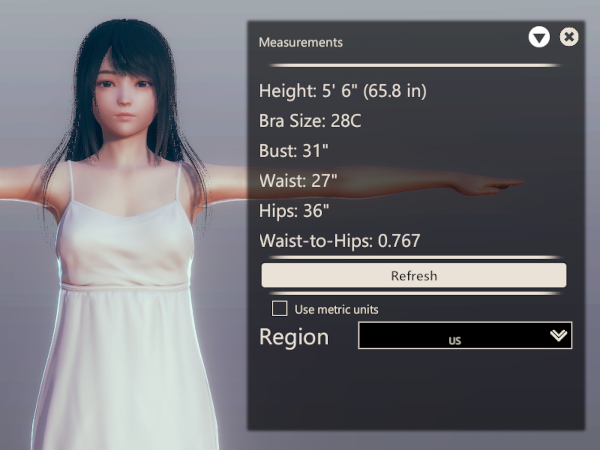 Measurements
Height: 5' 6" (65.8 in)
Bra Size: 28C
Bust: 31"
Waist: 27"
Hips: 36"
Waist-to-Hips: 0.767
Refresh
Use metric units
Region
US